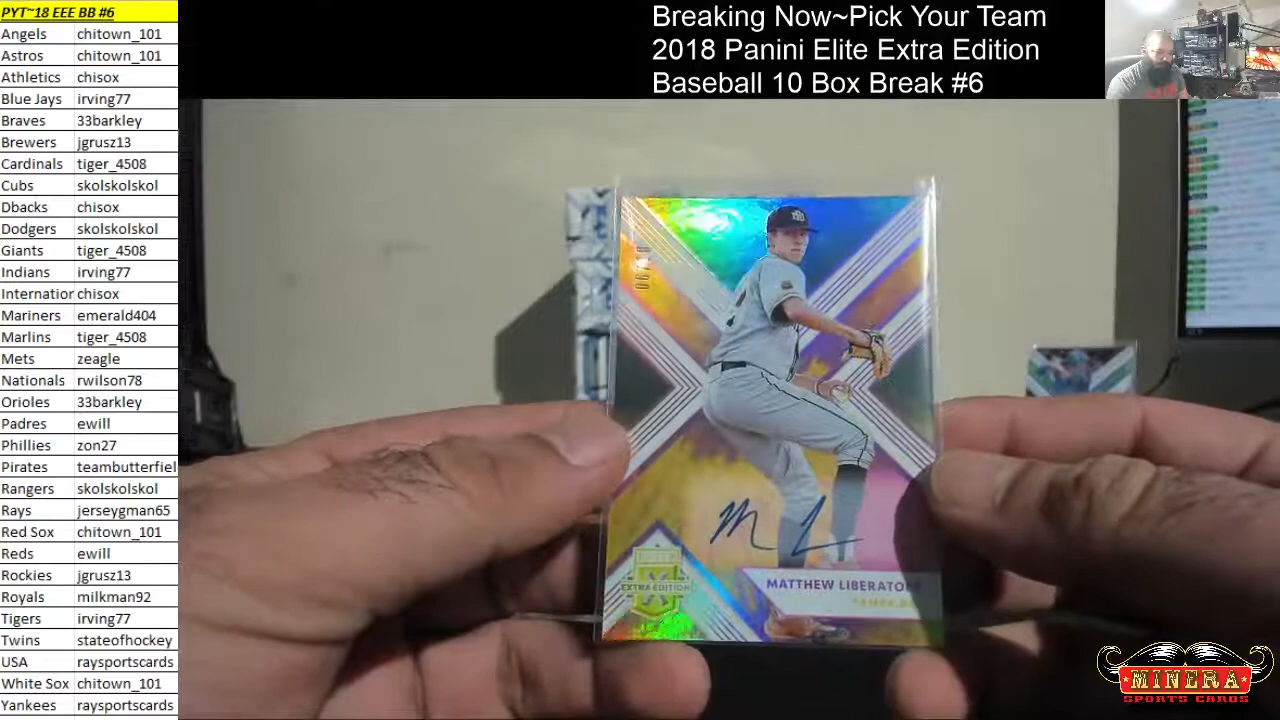 PYT~18 EEE BB #6
Angels chitown_101
Astros chitown_101
Athletics chisox
Blue Jays irving77
Braves 33barkley
Brewers jgrusz13
Cardinals tiger_4508
Cubs skolskolskol
Dbacks chisox
Dodgers skolskolskol
Giants tiger_4508
Indians irving77
Internation chisox
Mariners emerald404
Marlins tiger_4508
Mets zeagle
Nationals rwilson78
Orioles 33barkley
Padres ewill
Phillies zon27
Pirates teambutterfiel
Rangers skolskolskol
Rays jerseygman65
Red Sox chitown_101
Reds ewill
Rockies jgrusz13
Royals milkman92
Tigers irving77
Twins stateofhockey
USA raysportscards
White Sox chitown_101
Yankees raysportscards
Breaking Now~Pick Your Team
2018 Panini Elite Extra Edition
Baseball 10 Box Break #6
EXTRA EDITION
MATTHEW LIBERATO
MINERA
SPORTS CARDS